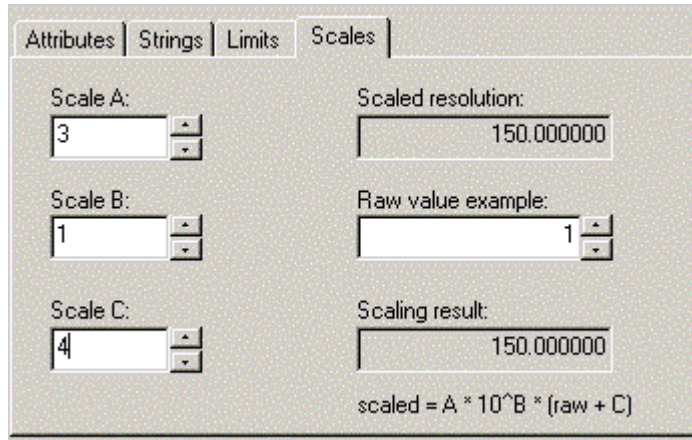 Attributes Strings Limits Scales
Scale A:
3
Scaled resolution:
150.000000
Scale B:
1
Raw value example:
1
Scale C:
4
Scaling result:
150.000000
scaled = A * 10^B * (raw + C)